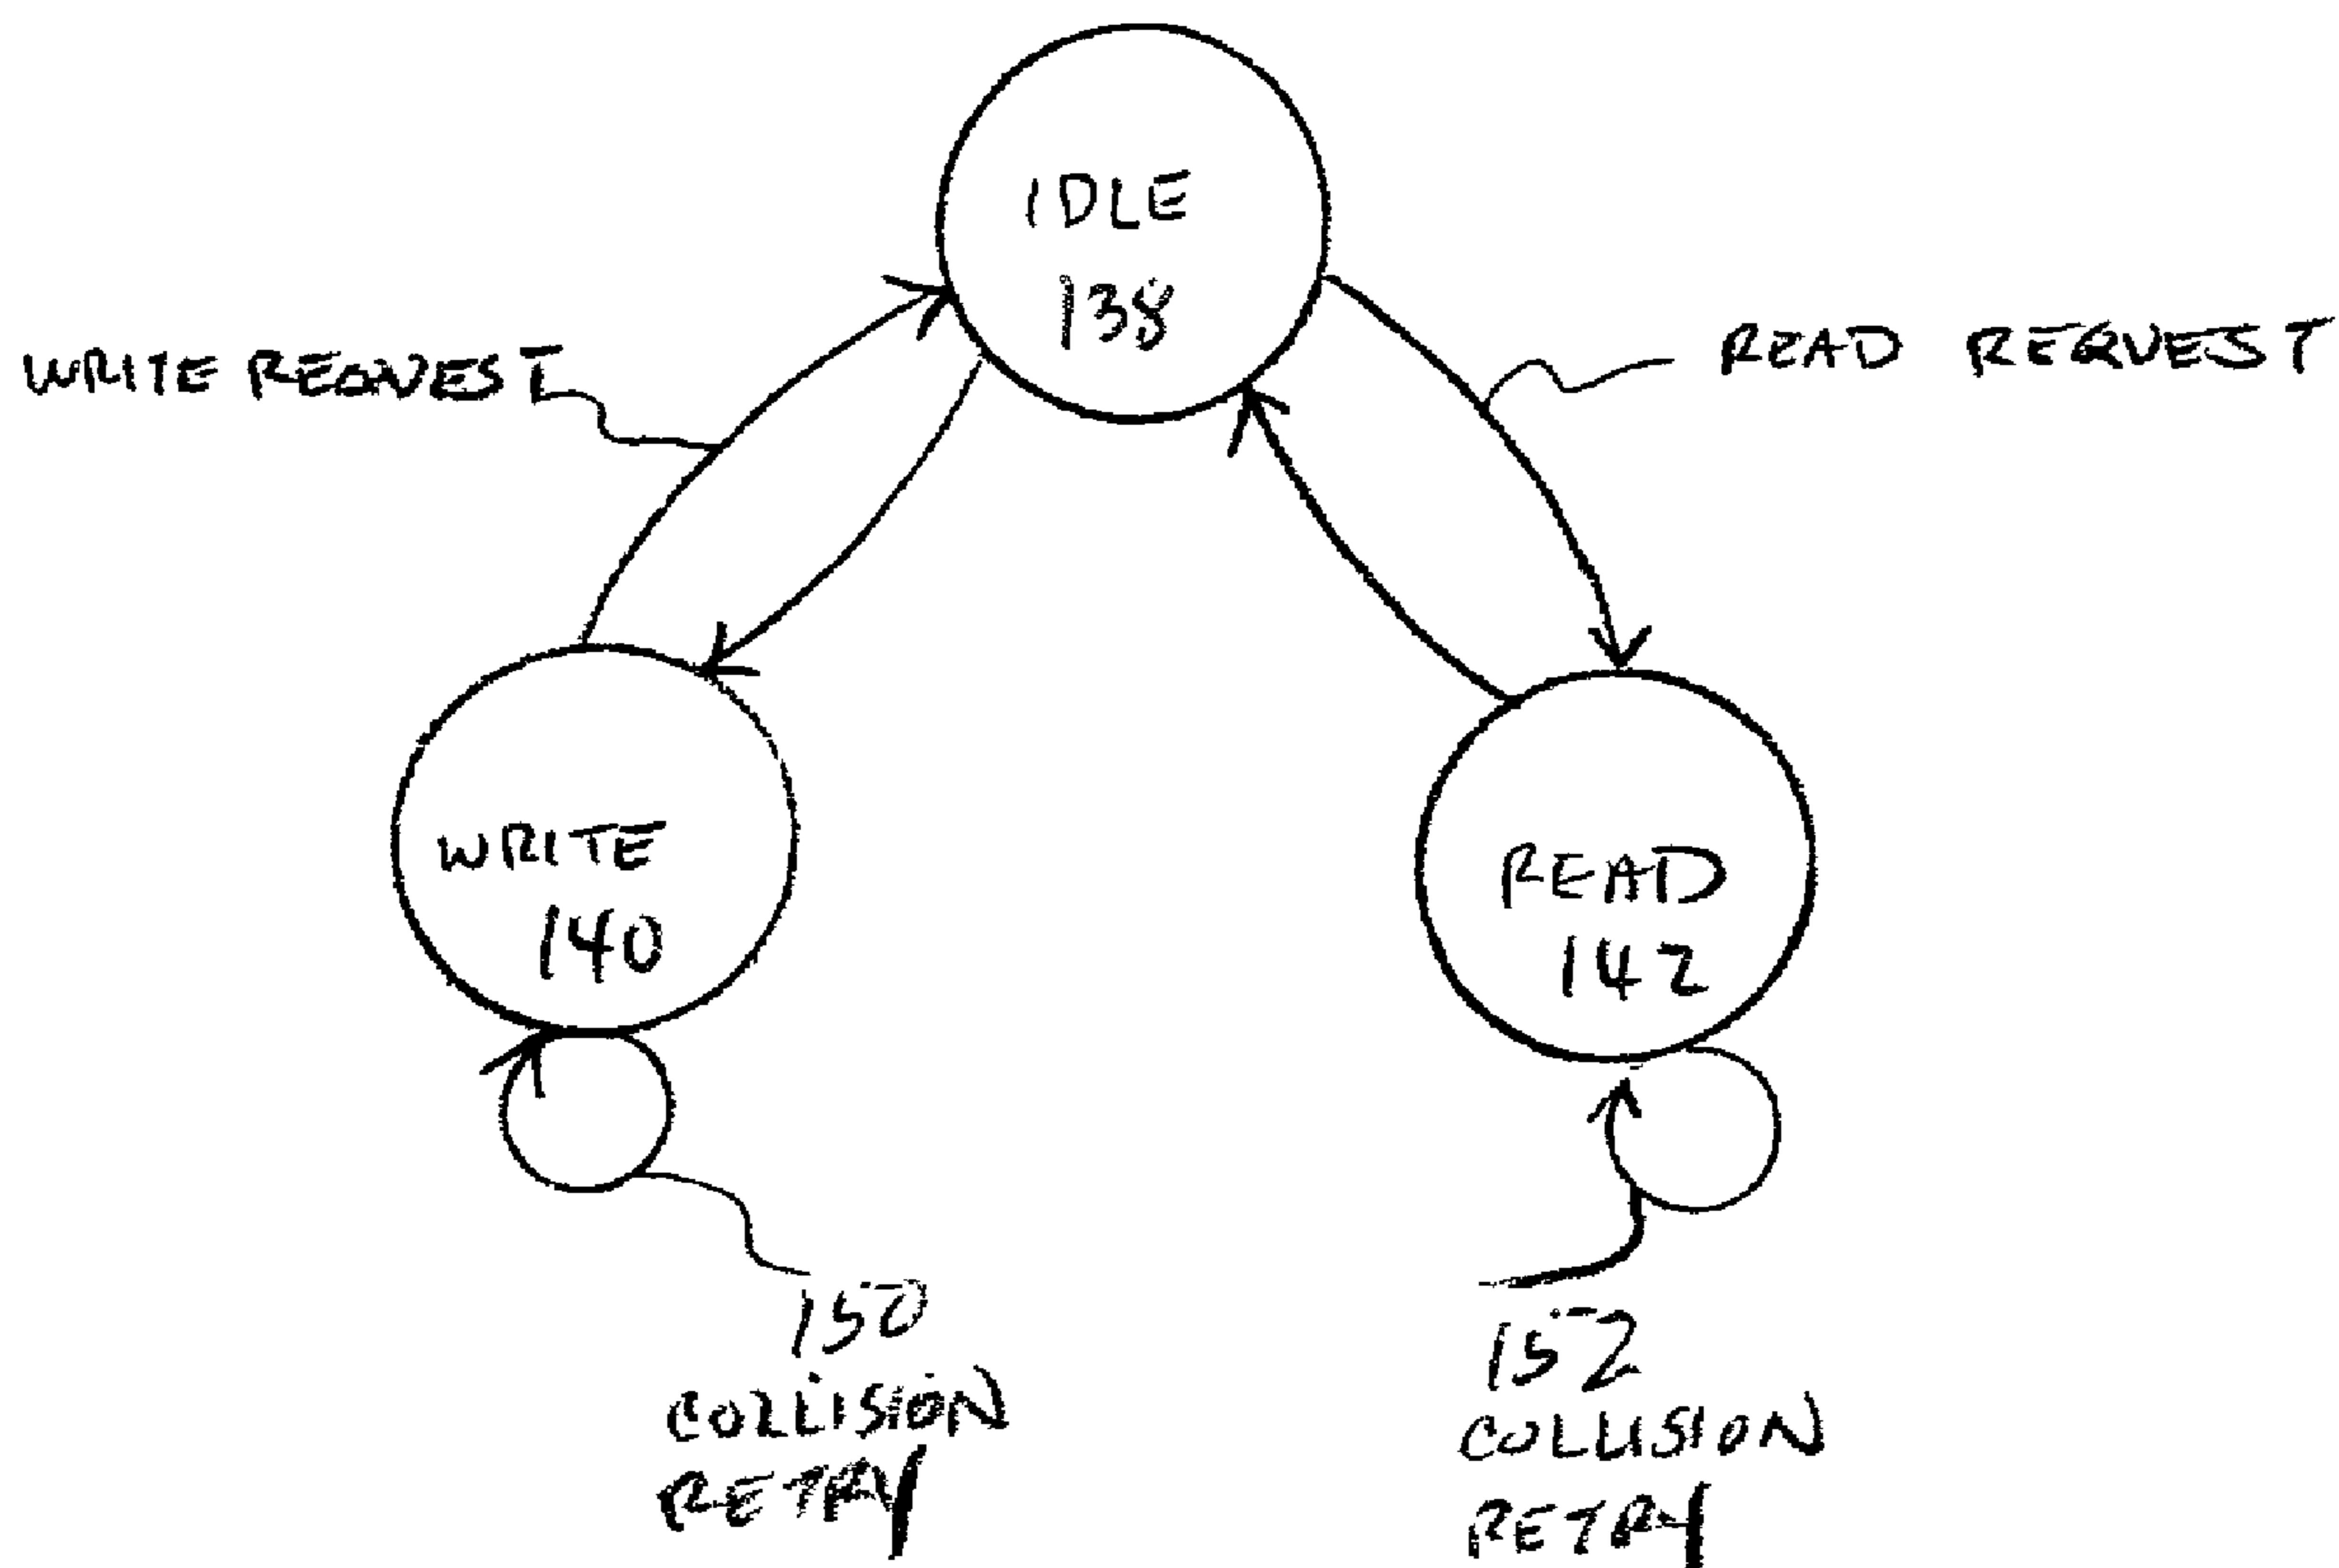 IDLE
138
WRITE REQUEST
READ REQUEST
WRITE
140
READ
142
150
COLLISION
RETRY
152
COLLISION
RETRY